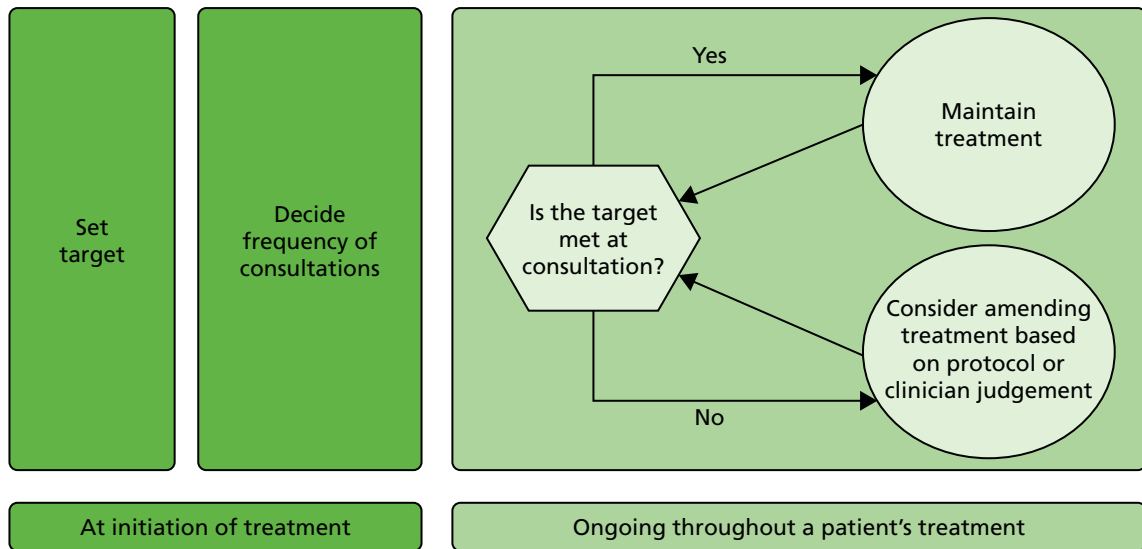 Set
target
Decide
frequency of
consultations
Yes
Maintain
treatment
Is the target
met at
consultation?
Consider amending
treatment based
on protocol or
clinician judgement
No
At initiation of treatment
Ongoing throughout a patient’s treatment